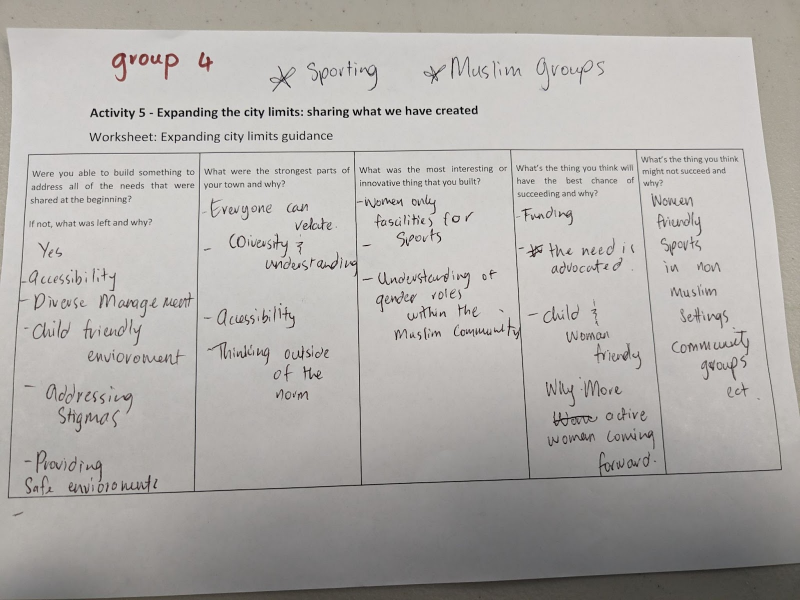 group 4
* Sporting * Muslim Groups
Activity 5 - Expanding the city limits: sharing what we have created
Worksheet: Expanding city limits guidance
Were you able to build something to
address all of the needs that were
shared at the beginning?
If not, what was left and why?
Yes
-Accessibility
- Diverse Management
- Child friendly
envioroment
- Addressing
Stigmas
- Providing
Safe enviroments
What were the strongest parts of
your town and why?
- Everyone can
relate.
- Diversity &
understanding
- Accessibility
- Thinking outside
of the
norm
What was the most interesting or
innovative thing that you built?
- Women only
fascilities for
- Sports
- Understanding of
gender roles
within the
Muslim Community
What's the thing you think will
have the best chance of
succeeding and why?
- Funding
- the need is
advocated.
- Child &
Woman
friendly
Why. More
active
women coming
forward.
What's the thing you think
might not succeed and
why?
Women
friendly
Sports
in non
Muslim
Settings
Community
groups
ect.